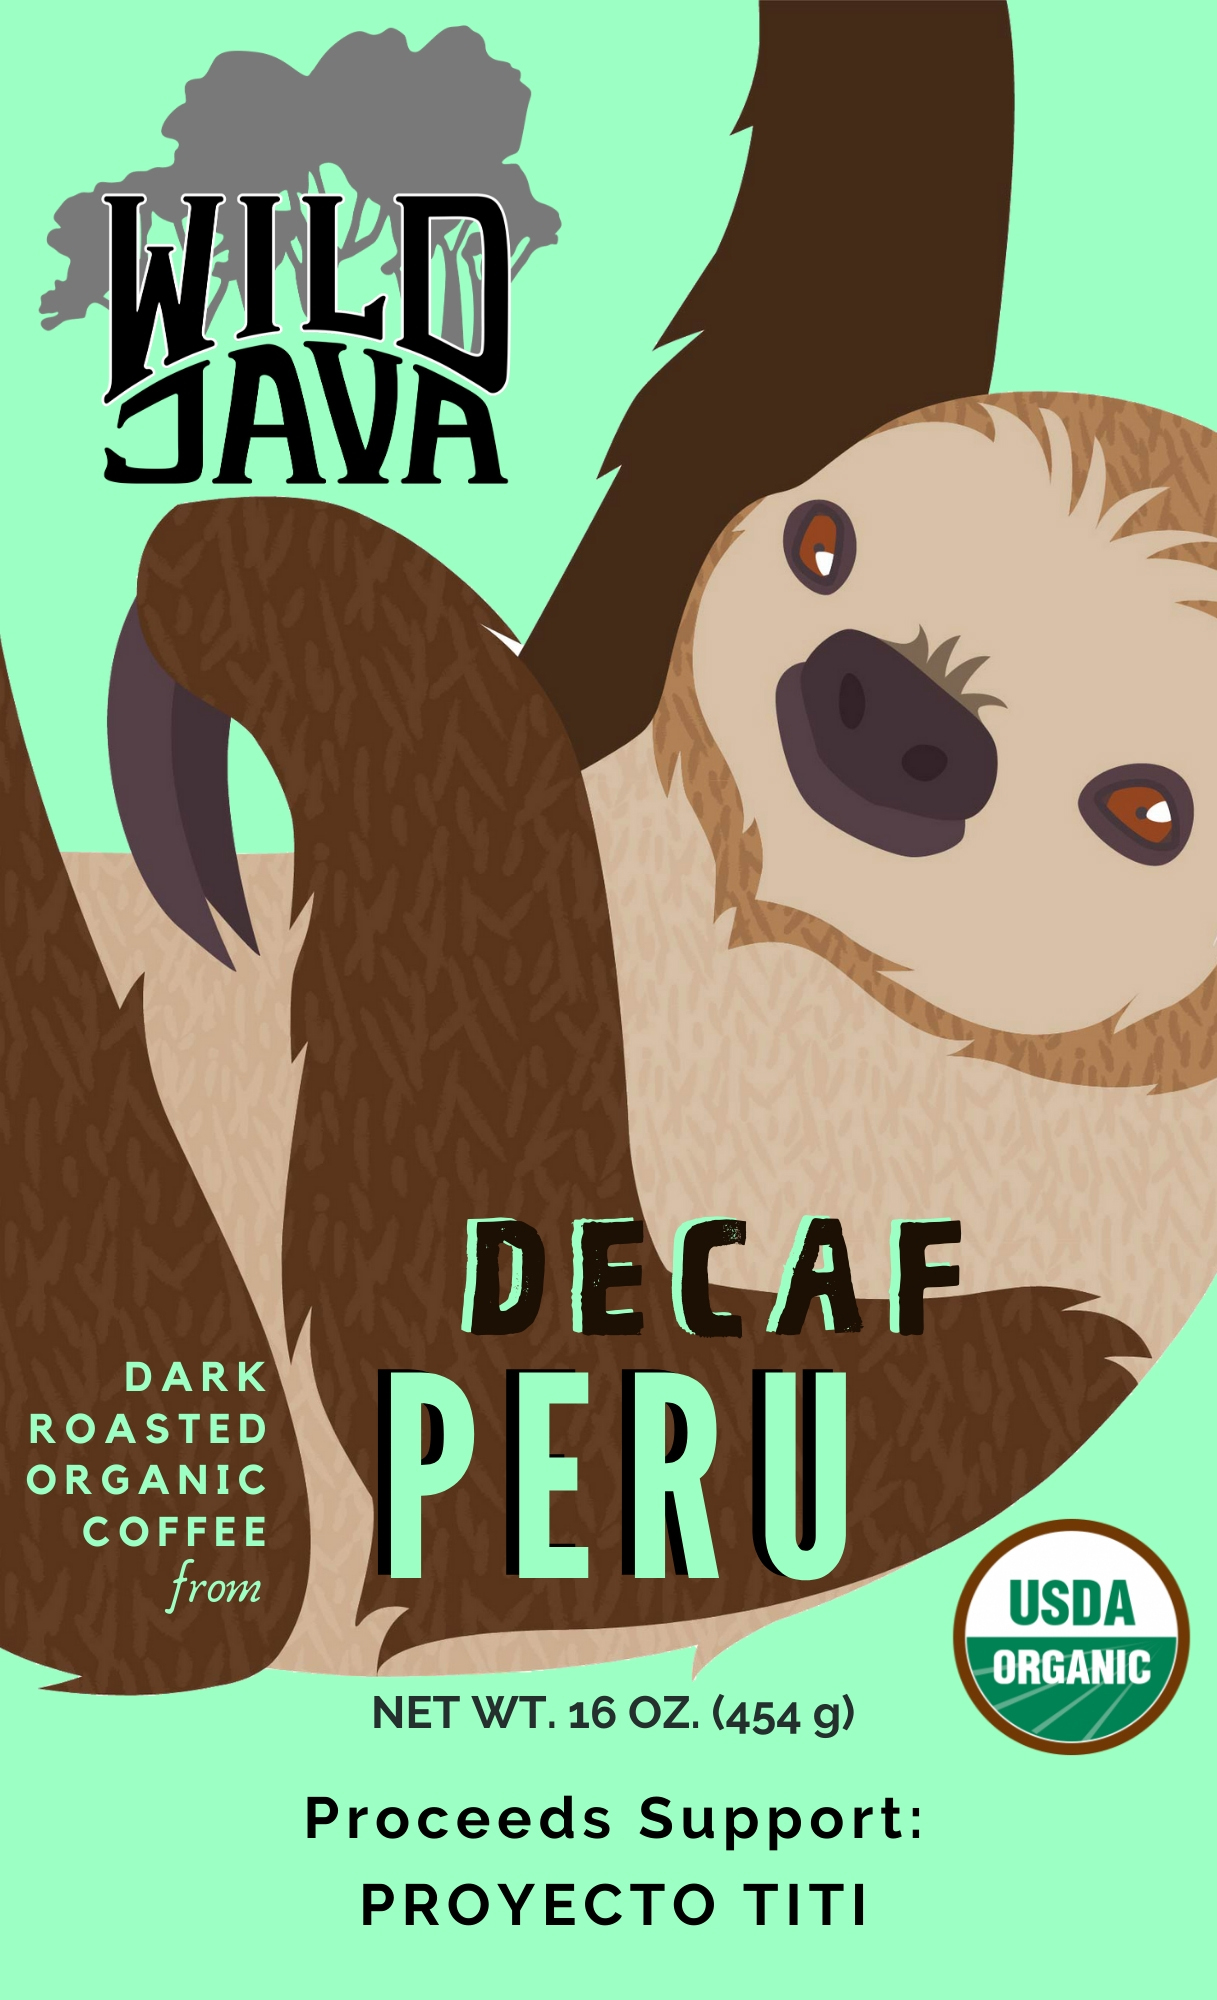 WILD
JAVA
DECAF
PERU
DARK
ROASTED
ORGANIC
COFFEE
from
USDA
ORGANIC
NET WT. 16 OZ. (454 g)
Proceeds Support:
PROYECTO TITI